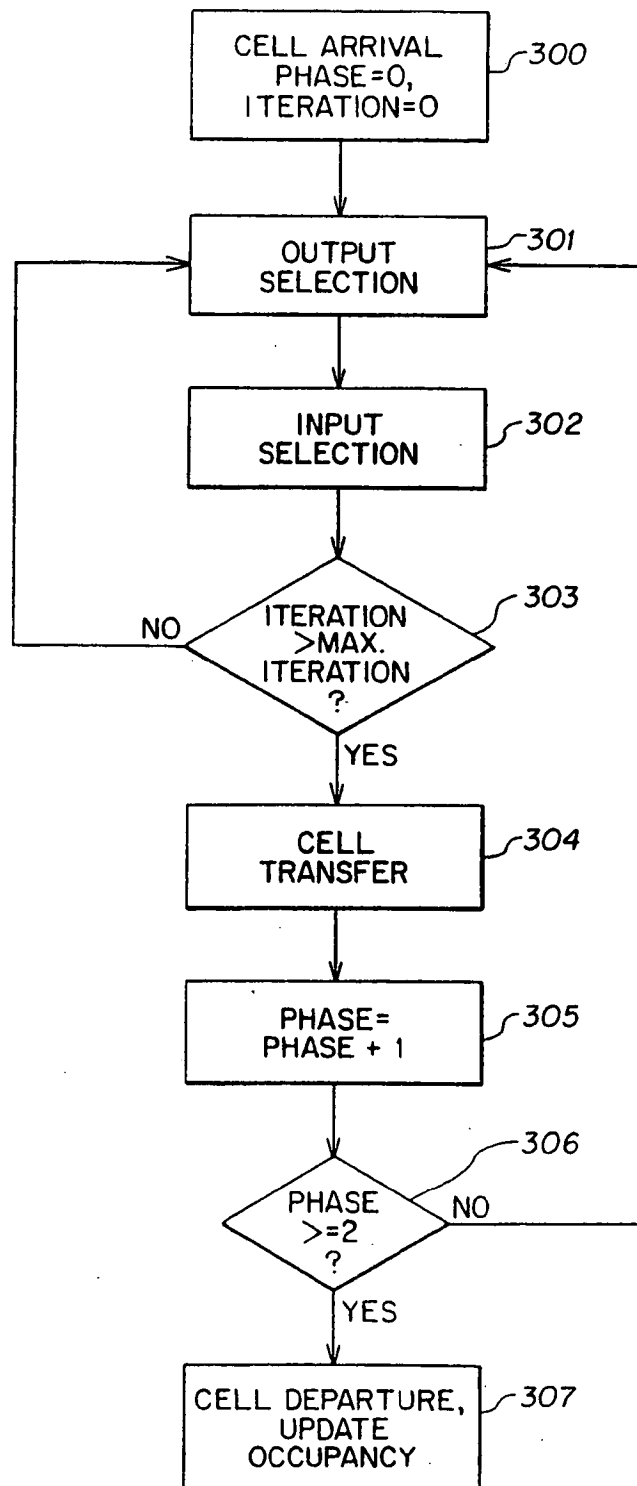 CELL ARRIVAL
PHASE=0,
ITERATION=0
300
OUTPUT
SELECTION
301
INPUT
SELECTION
302
ITERATION
>MAX.
ITERATION
?
303
NO
YES
CELL
TRANSFER
304
PHASE=
PHASE + 1
305
PHASE
>=2
?
306
NO
YES
CELL DEPARTURE,
UPDATE
OCCUPANCY
307